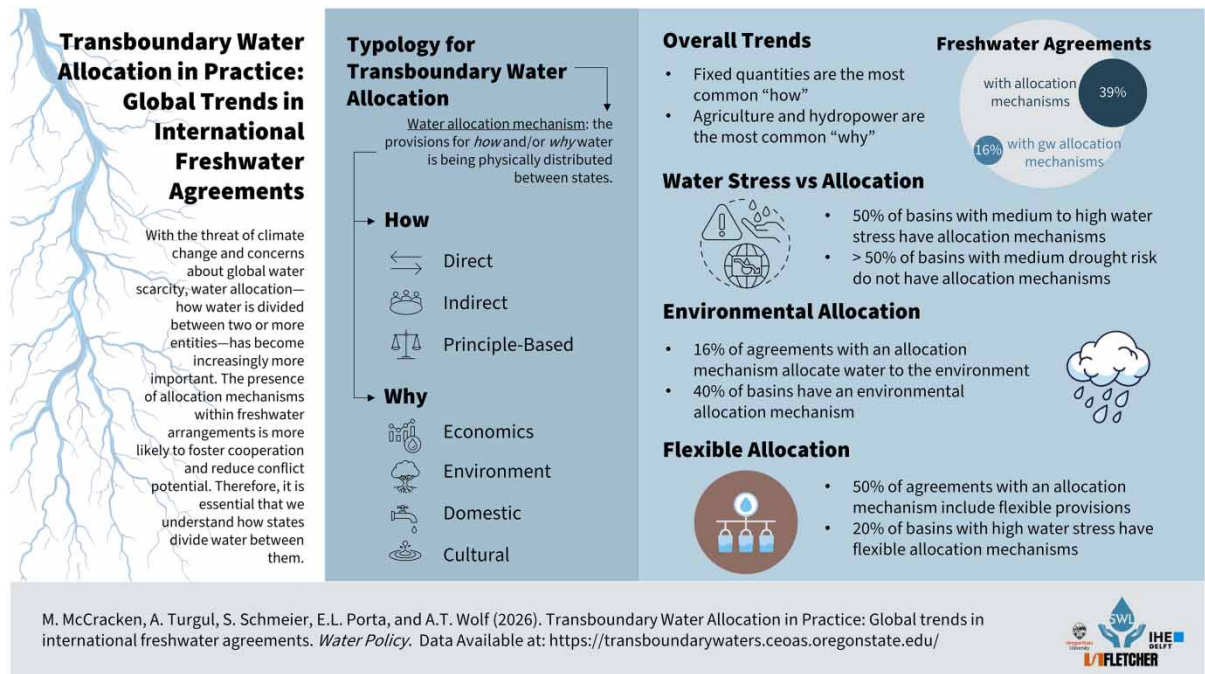 Transboundary Water
Allocation in Practice:
Global Trends in
International
Freshwater
Agreements
With the threat of climate
change and concerns
about global water
scarcity, water allocation—
how water is divided
between two or more
entities—has become
increasingly more
important. The presence
of allocation mechanisms
within freshwater
arrangements is more
likely to foster cooperation
and reduce conflict
potential. Therefore, it is
essential that we
understand how states
divide water between
them.
Typology for
Transboundary Water
Allocation
Water allocation mechanism: the
provisions for how and/or why water
is being physically distributed
between states.
How
Direct
Indirect
Principle-Based
Why
Economics
Environment
Domestic
Cultural
Overall Trends
• Fixed quantities are the most
common “how”
• Agriculture and hydropower are
the most common “why”
Freshwater Agreements
with allocation
mechanisms
39%
16%
with gw allocation
mechanisms
Water Stress vs Allocation
• 50% of basins with medium to high water
stress have allocation mechanisms
• > 50% of basins with medium drought risk
do not have allocation mechanisms
Environmental Allocation
• 16% of agreements with an allocation
mechanism allocate water to the environment
• 40% of basins have an environmental
allocation mechanism
Flexible Allocation
• 50% of agreements with an allocation
mechanism include flexible provisions
• 20% of basins with high water stress have
flexible allocation mechanisms
M. McCracken, A. Turgul, S. Schmeier, E.L. Porta, and A.T. Wolf (2026). Transboundary Water Allocation in Practice: Global trends in
international freshwater agreements. Water Policy. Data Available at: https://transboundarywaters.ceoas.oregonstate.edu/
SWL
Oregon State
University
IHE
DELFT
FLETCHER